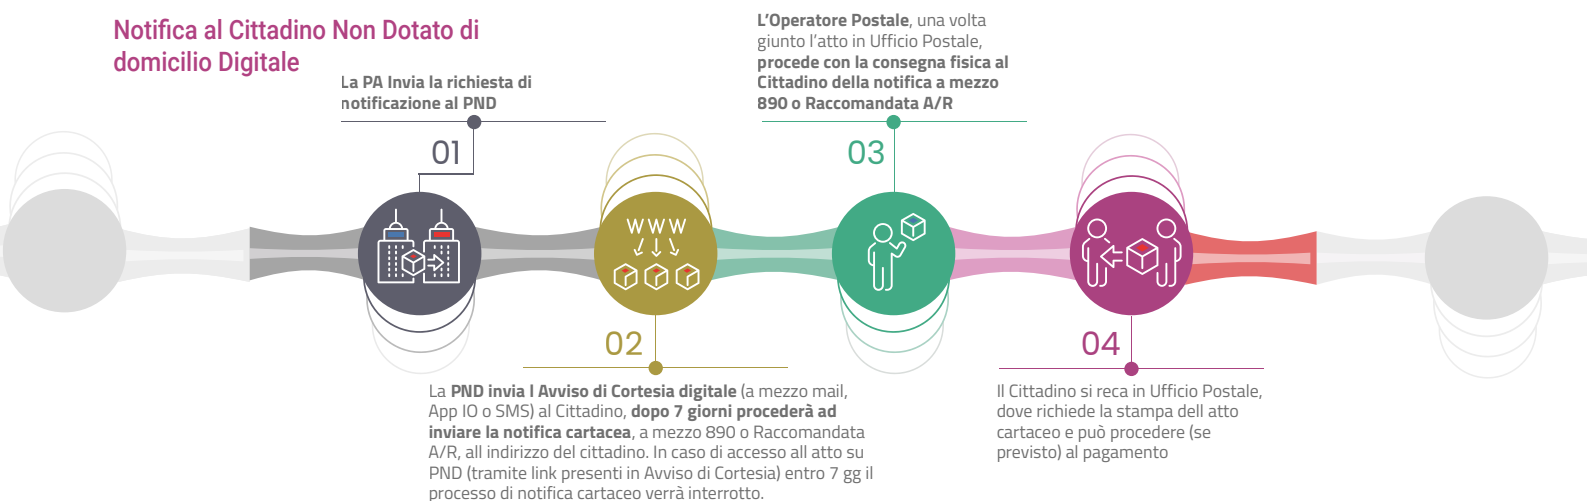 Notifica al Cittadino Non Dotato di
domicilio Digitale
La PA Invia la richiesta di
notificazione al PND
01
WWW
02
La PND invia l Avviso di Cortesia digitale (a mezzo mail,
App IO o SMS) al Cittadino, dopo 7 giorni procederà ad
inviare la notifica cartacea, a mezzo 890 o Raccomandata
A/R, all indirizzo del cittadino. In caso di accesso all atto su
PND (tramite link presenti in Avviso di Cortesia) entro 7 gg il
processo di notifica cartaceo verrà interrotto.
L’Operatore Postale, una volta
giunto l’atto in Ufficio Postale,
procede con la consegna fisica al
Cittadino della notifica a mezzo
890 o Raccomandata A/R
03
04
Il Cittadino si reca in Ufficio Postale,
dove richiede la stampa dell atto
cartaceo e può procedere (se
previsto) al pagamento